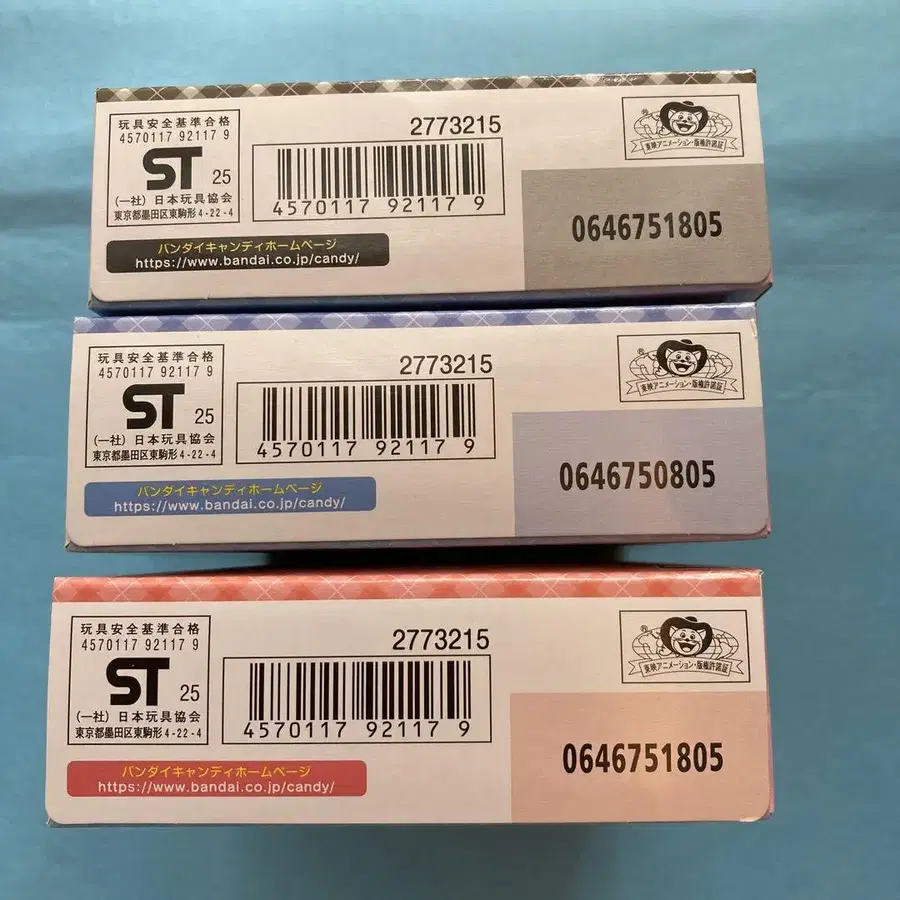 玩具安全基準合格
4570117 92117 9
ST 25
(一社) 日本玩具協会
東京都墨田区東駒形4-22-4
2773215
4570117 92117 9
バンダイキャンディホームページ
https://www.bandai.co.jp/candy/
®
東映アニメーション・版権許諾証
0646751805
玩具安全基準合格
4570117 92117 9
ST 25
(一社) 日本玩具協会
東京都墨田区東駒形4-22-4
2773215
4570117 92117 9
バンダイキャンディホームページ
https://www.bandai.co.jp/candy/
®
東映アニメーション・版権許諾証
0646750805
玩具安全基準合格
4570117 92117 9
ST 25
(一社) 日本玩具協会
東京都墨田区東駒形4-22-4
2773215
4570117 92117 9
バンダイキャンディホームページ
https://www.bandai.co.jp/candy/
®
東映アニメーション・版権許諾証
0646751805